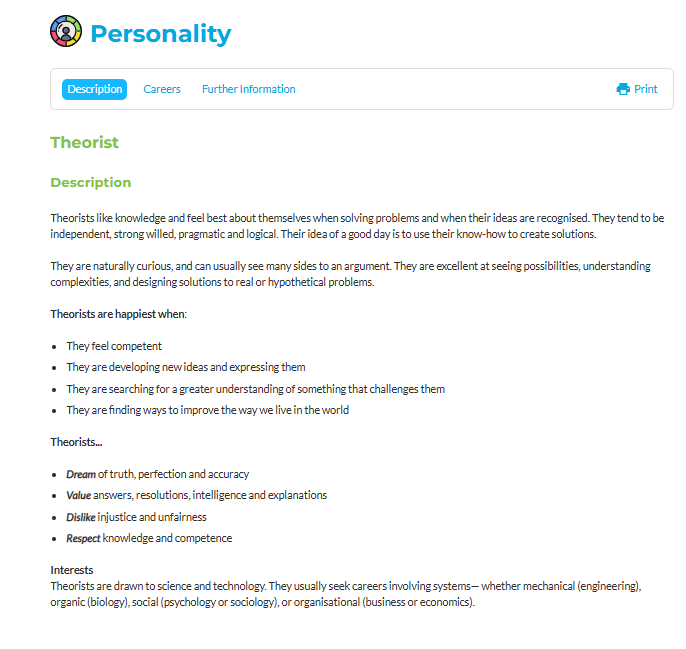 Personality
Description
Careers
Further Information
Print
Theorist
Description
Theorists like knowledge and feel best about themselves when solving problems and when their ideas are recognised. They tend to be
independent, strong willed, pragmatic and logical. Their idea of a good day is to use their know-how to create solutions.
They are naturally curious, and can usually see many sides to an argument. They are excellent at seeing possibilities, understanding
complexities, and designing solutions to real or hypothetical problems.
Theorists are happiest when:
• They feel competent
• They are developing new ideas and expressing them
• They are searching for a greater understanding of something that challenges them
• They are finding ways to improve the way we live in the world
Theorists...
• Dream of truth, perfection and accuracy
• Value answers, resolutions, intelligence and explanations
• Dislike injustice and unfairness
• Respect knowledge and competence
Interests
Theorists are drawn to science and technology. They usually seek careers involving systems— whether mechanical (engineering),
organic (biology), social (psychology or sociology), or organisational (business or economics).